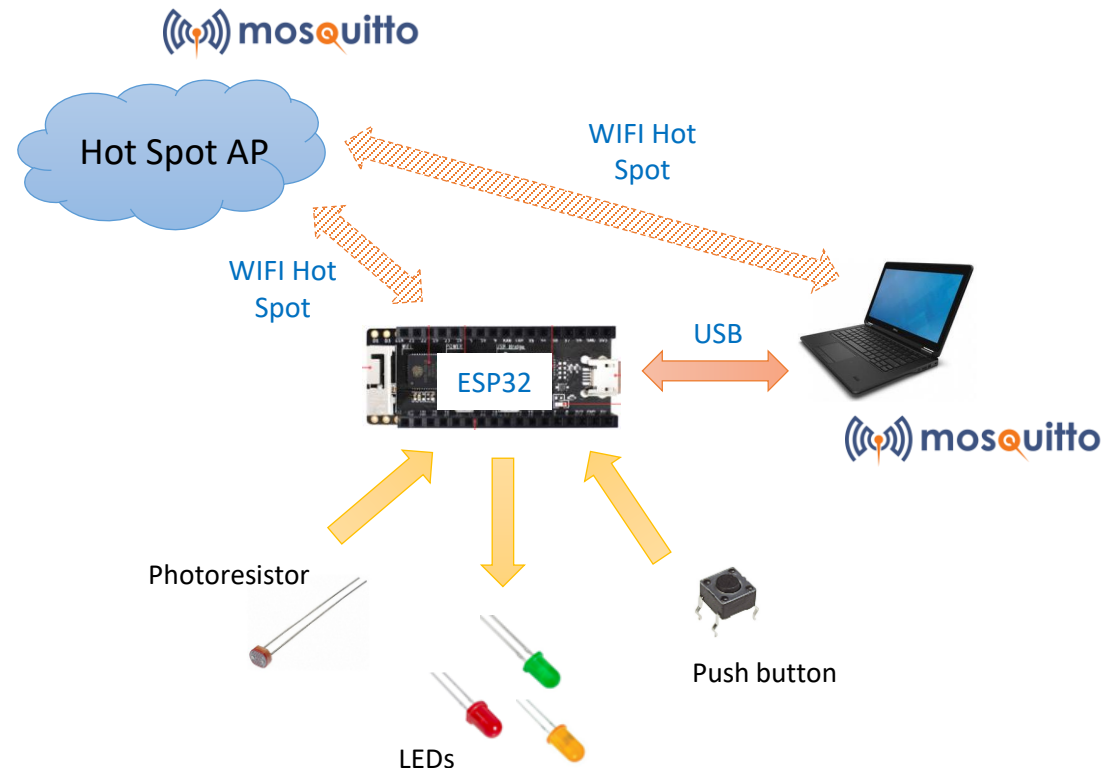 mosquitto
Hot Spot AP
WIFI Hot
Spot
WIFI Hot
Spot
USB
ESP32
mosquitto
Photoresistor
Push button
LEDs